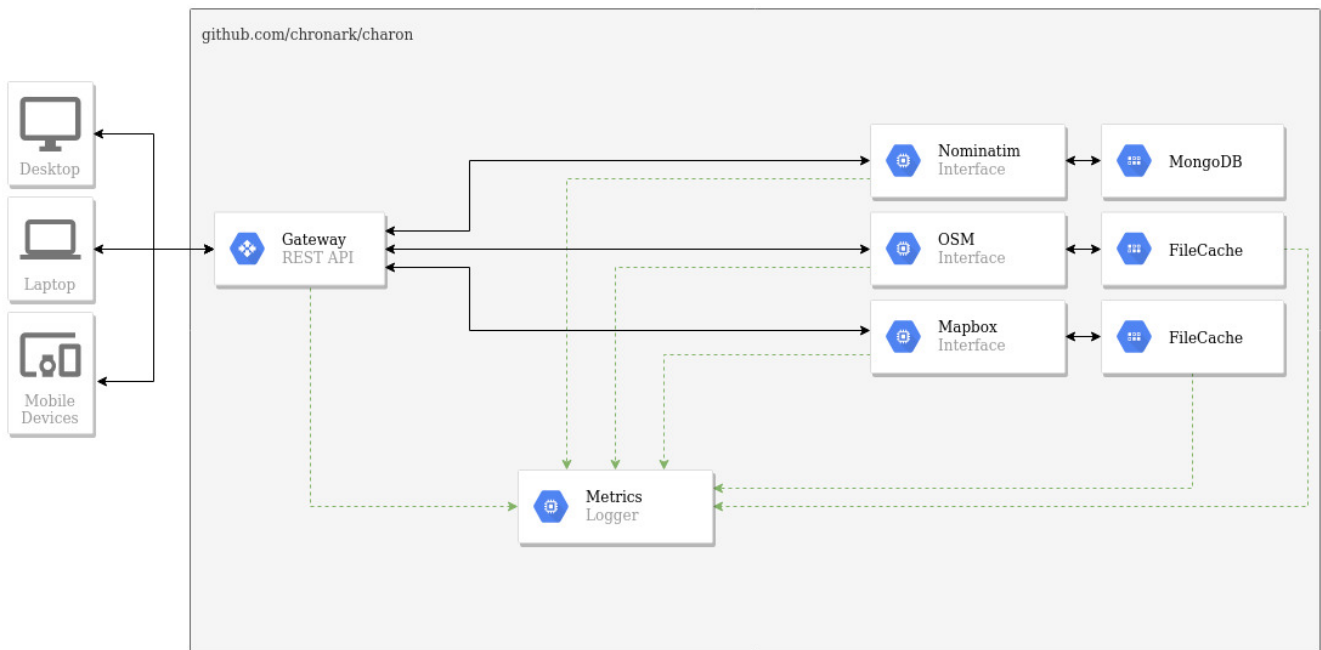 github.com/chronark/charon
Desktop
Laptop
Mobile
Devices
Gateway
REST API
Nominatim
Interface
MongoDB
OSM
Interface
FileCache
Mapbox
Interface
FileCache
Metrics
Logger